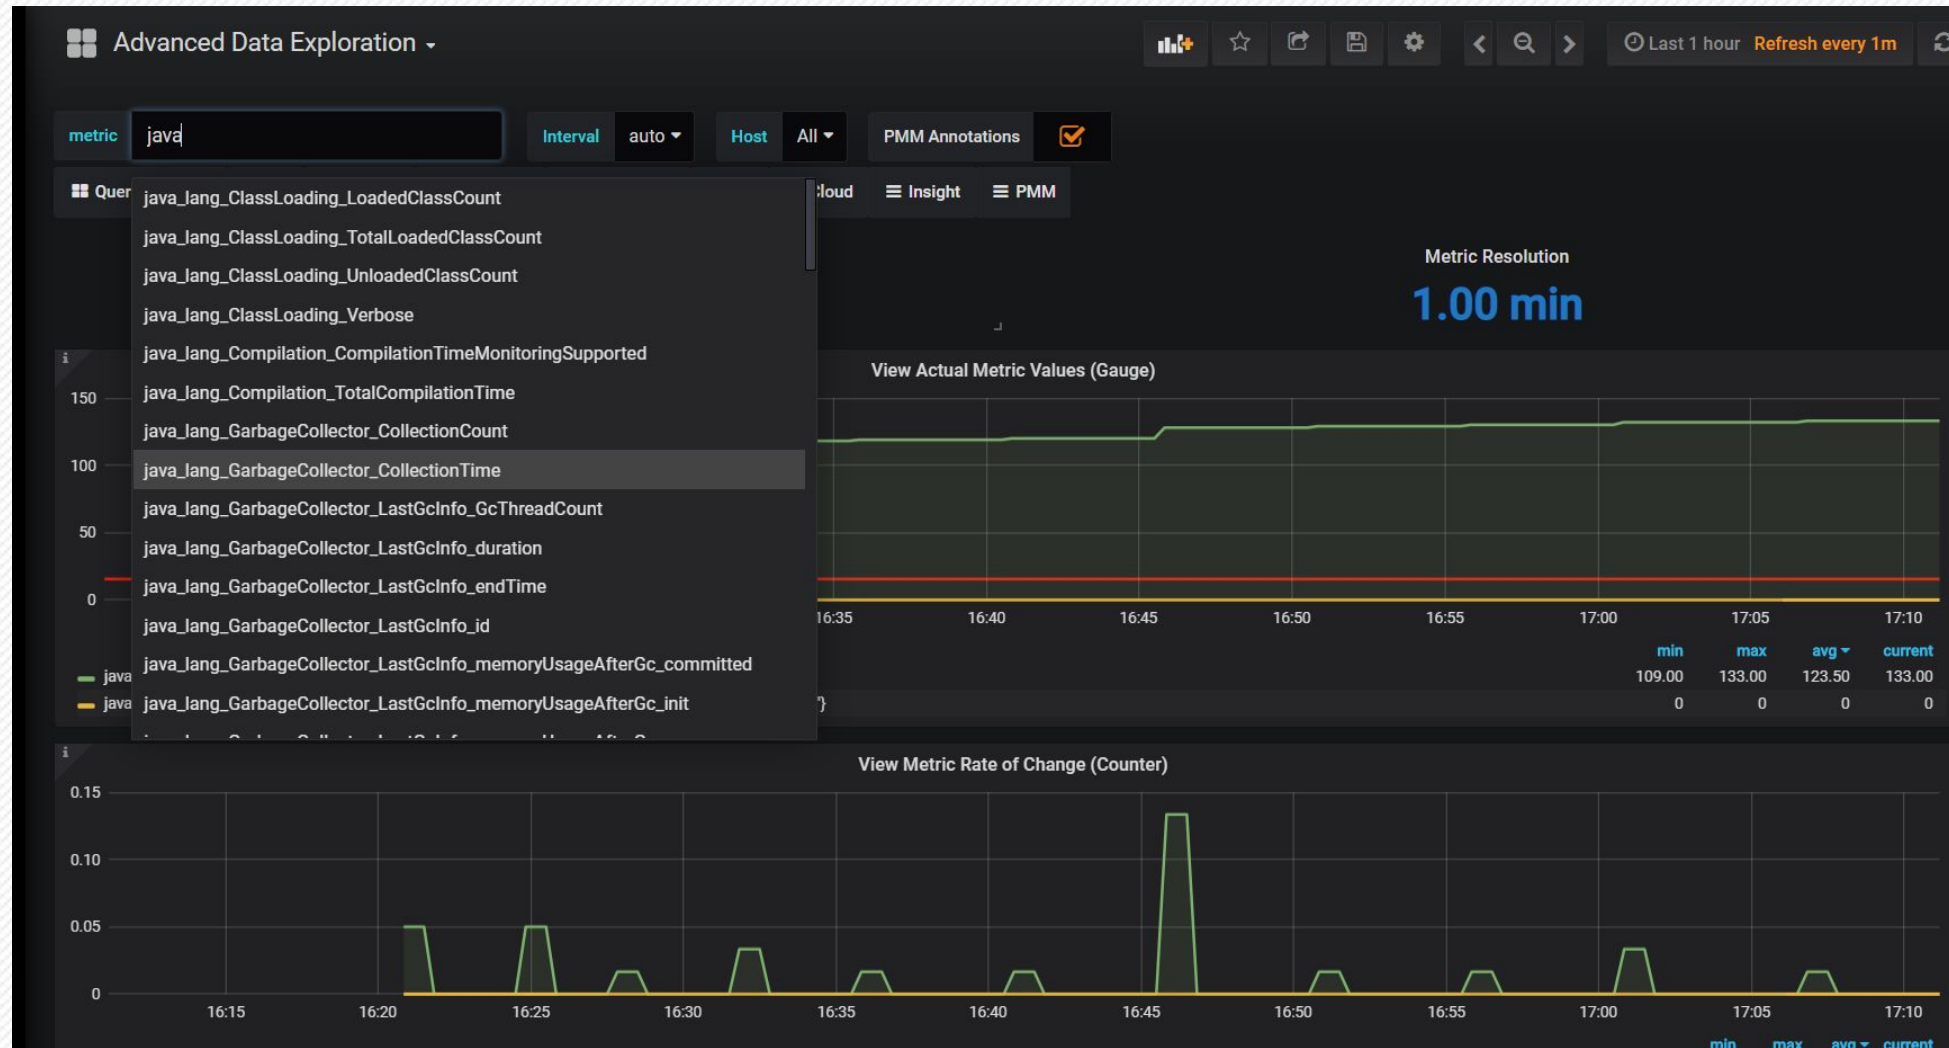 Advanced Data Exploration
Last 1 hour Refresh every 1m
metric java Interval auto Host All PMM Annotations
Quer Cloud Insight PMM
java_lang_ClassLoading_LoadedClassCount
java_lang_ClassLoading_TotalLoadedClassCount
java_lang_ClassLoading_UnloadedClassCount
java_lang_ClassLoading_Verbose
java_lang_Compilation_CompilationTimeMonitoringSupported
java_lang_Compilation_TotalCompilationTime
java_lang_GarbageCollector_CollectionCount
java_lang_GarbageCollector_CollectionTime
java_lang_GarbageCollector_LastGcInfo_GcThreadCount
java_lang_GarbageCollector_LastGcInfo_duration
java_lang_GarbageCollector_LastGcInfo_endTime
java_lang_GarbageCollector_LastGcInfo_id
java_lang_GarbageCollector_LastGcInfo_memoryUsageAfterGc_committed
java_lang_GarbageCollector_LastGcInfo_memoryUsageAfterGc_init
Metric Resolution
1.00 min
View Actual Metric Values (Gauge)
150
100
50
0
16:35 16:40 16:45 16:50 16:55 17:00 17:05 17:10
min max avg current
java 109.00 133.00 123.50 133.00
java "} 0 0 0 0
View Metric Rate of Change (Counter)
0.15
0.10
0.05
0
16:15 16:20 16:25 16:30 16:35 16:40 16:45 16:50 16:55 17:00 17:05 17:10
min max avg current